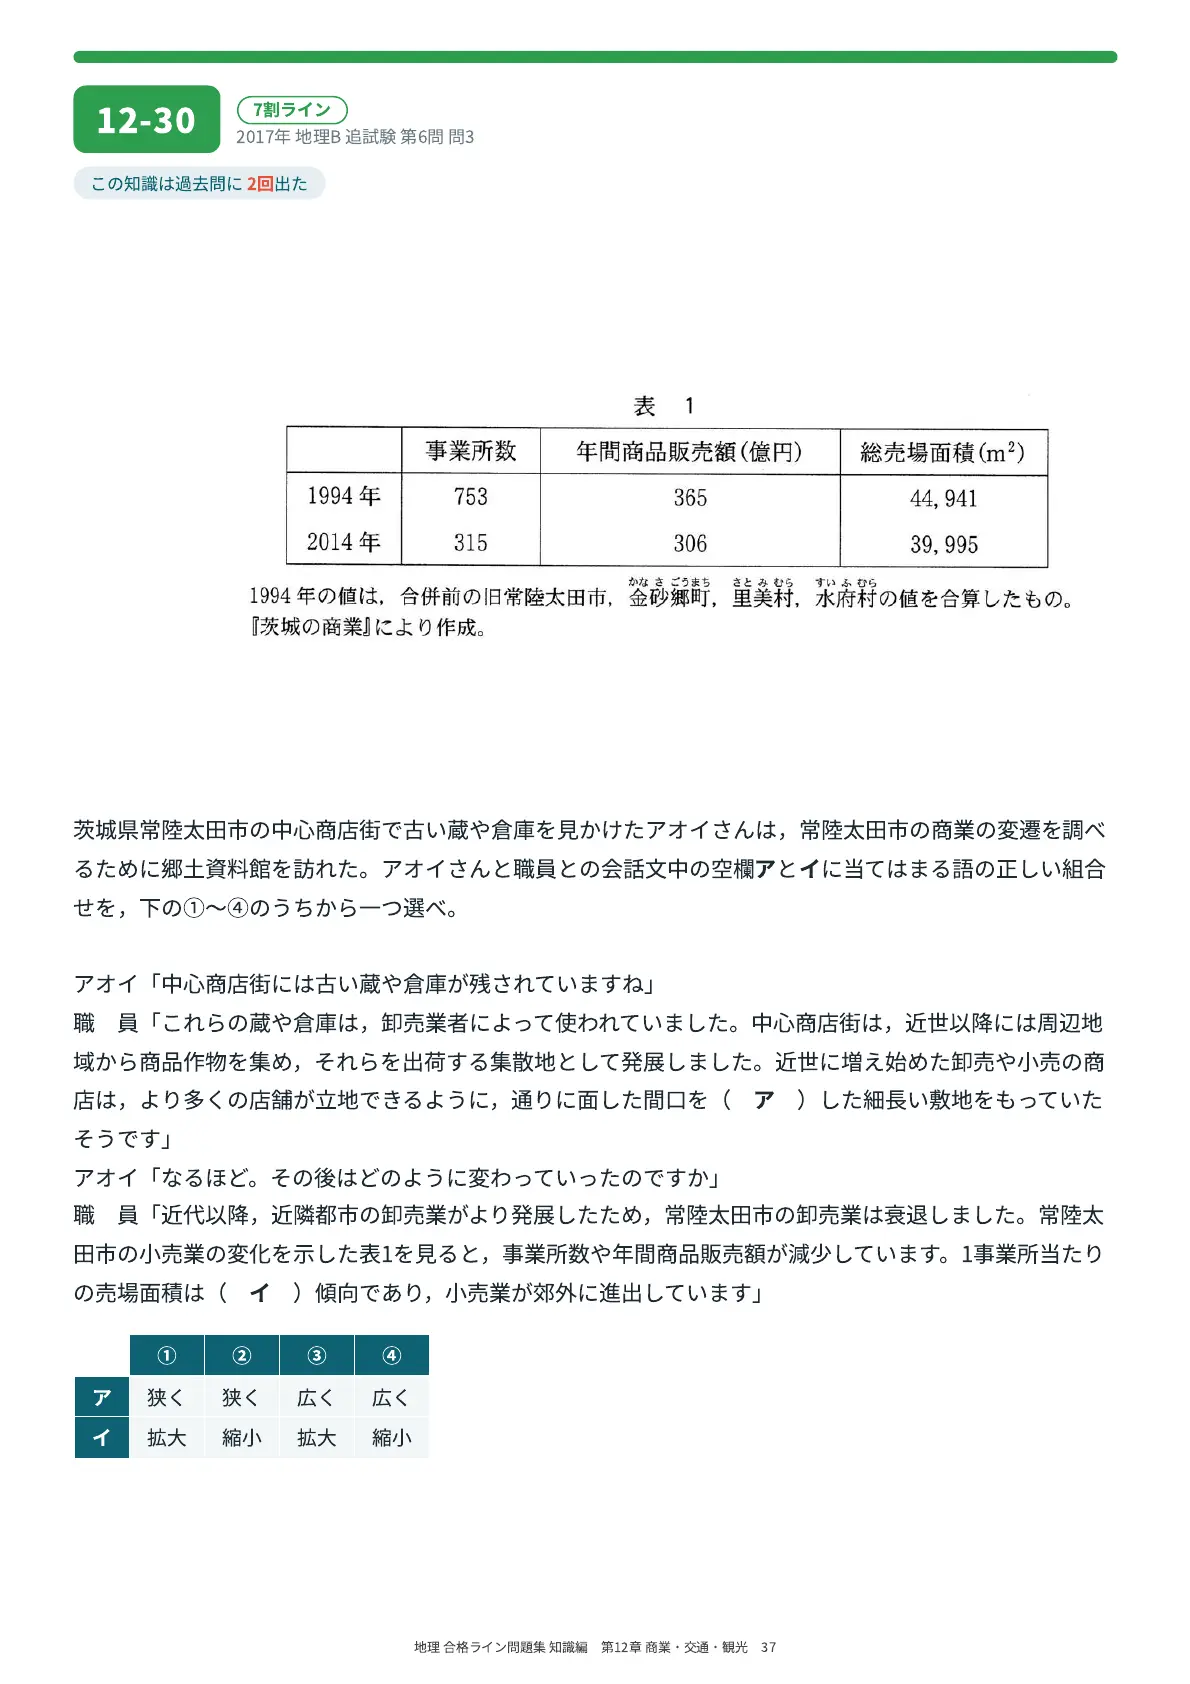 12-30
7割ライン
2017年 地理B 追試験 第6問 問3
この知識は過去問に 2回出た
表 1
事業所数 年間商品販売額(億円) 総売場面積(m²)
1994年 753 365 44,941
2014年 315 306 39,995
かな さ ごうまち さと み むら すい ふ むら
1994年の値は，合併前の旧常陸太田市，金砂郷町，里美村，水府村の値を合算したもの。
『茨城の商業』により作成。
茨城県常陸太田市の中心商店街で古い蔵や倉庫を見かけたアオイさんは，常陸太田市の商業の変遷を調べ
るために郷土資料館を訪れた。アオイさんと職員との会話文中の空欄アとイに当てはまる語の正しい組合
せを，下の①～④のうちから一つ選べ。
アオイ「中心商店街には古い蔵や倉庫が残されていますね」
職　員「これらの蔵や倉庫は，卸売業者によって使われていました。中心商店街は，近世以降には周辺地
域から商品作物を集め，それらを出荷する集散地として発展しました。近世に増え始めた卸売や小売の商
店は，より多くの店舗が立地できるように，通りに面した間口を（　ア　）した細長い敷地をもっていた
そうです」
アオイ「なるほど。その後はどのように変わっていったのですか」
職　員「近代以降，近隣都市の卸売業がより発展したため，常陸太田市の卸売業は衰退しました。常陸太
田市の小売業の変化を示した表1を見ると，事業所数や年間商品販売額が減少しています。1事業所当たり
の売場面積は（　イ　）傾向であり，小売業が郊外に進出しています」
① ② ③ ④
ア 狭く 狭く 広く 広く
イ 拡大 縮小 拡大 縮小
地理 合格ライン問題集 知識編　第12章 商業・交通・観光　37